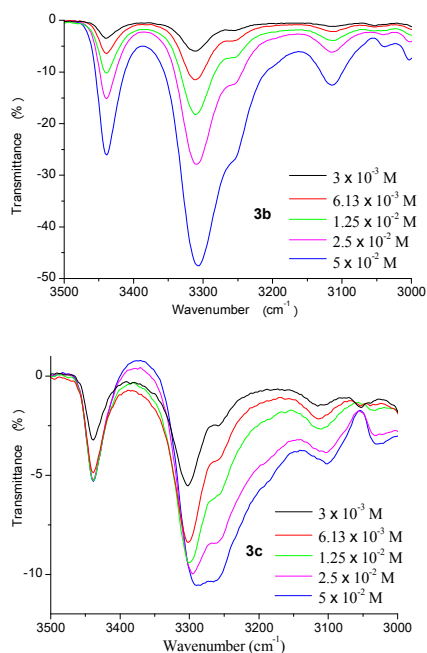 0
-10
-20
-30
-40
-50
Transmittance (%)
3b
3 x 10⁻³ M
6.13 x 10⁻³ M
1.25 x 10⁻² M
2.5 x 10⁻² M
5 x 10⁻² M
3500 3400 3300 3200 3100 3000
Wavenumber (cm⁻¹)
0
-5
-10
Transmittance (%)
3c
3 x 10⁻³ M
6.13 x 10⁻³ M
1.25 x 10⁻² M
2.5 x 10⁻² M
5 x 10⁻² M
3500 3400 3300 3200 3100 3000
Wavenumber (cm⁻¹)